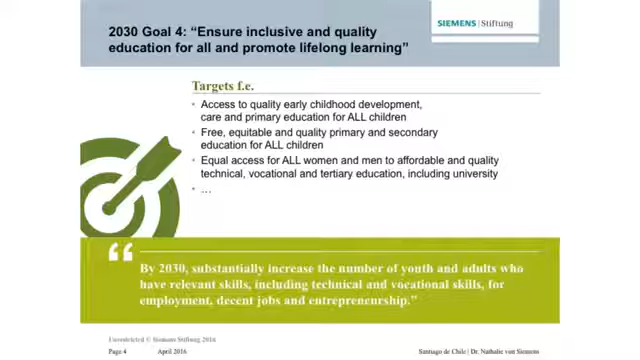 2030 Goal 4: “Ensure inclusive and quality
education for all and promote lifelong learning”
SIEMENS | Stiftung
Targets f.e.
• Access to quality early childhood development,
care and primary education for ALL children
• Free, equitable and quality primary and secondary
education for ALL children
• Equal access for ALL women and men to affordable and quality
technical, vocational and tertiary education, including university
• …
“
By 2030, substantially increase the number of youth and adults who
have relevant skills, including technical and vocational skills, for
employment, decent jobs and entrepreneurship.”
Unrestricted © Siemens Stiftung 2016
Page 4 April 2016 Santiago de Chile | Dr. Nathalie von Siemens